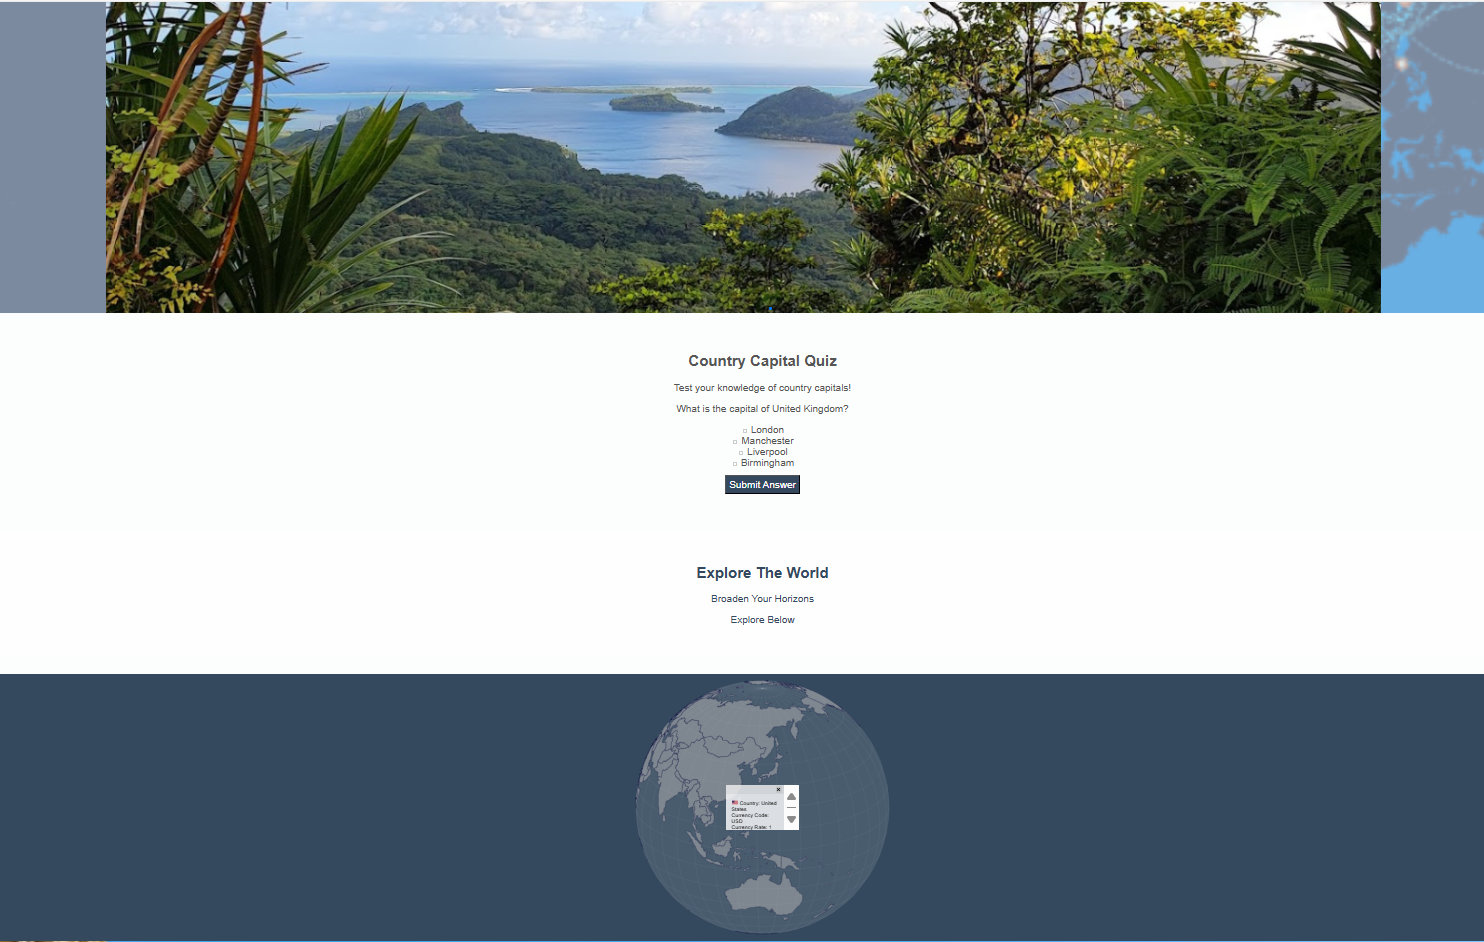 Country Capital Quiz
Test your knowledge of country capitals!
What is the capital of United Kingdom?
London
Manchester
Liverpool
Birmingham
Submit Answer
Explore The World
Broaden Your Horizons
Explore Below
Country: United
States
Currency Code:
USD
Currency Rate: 1